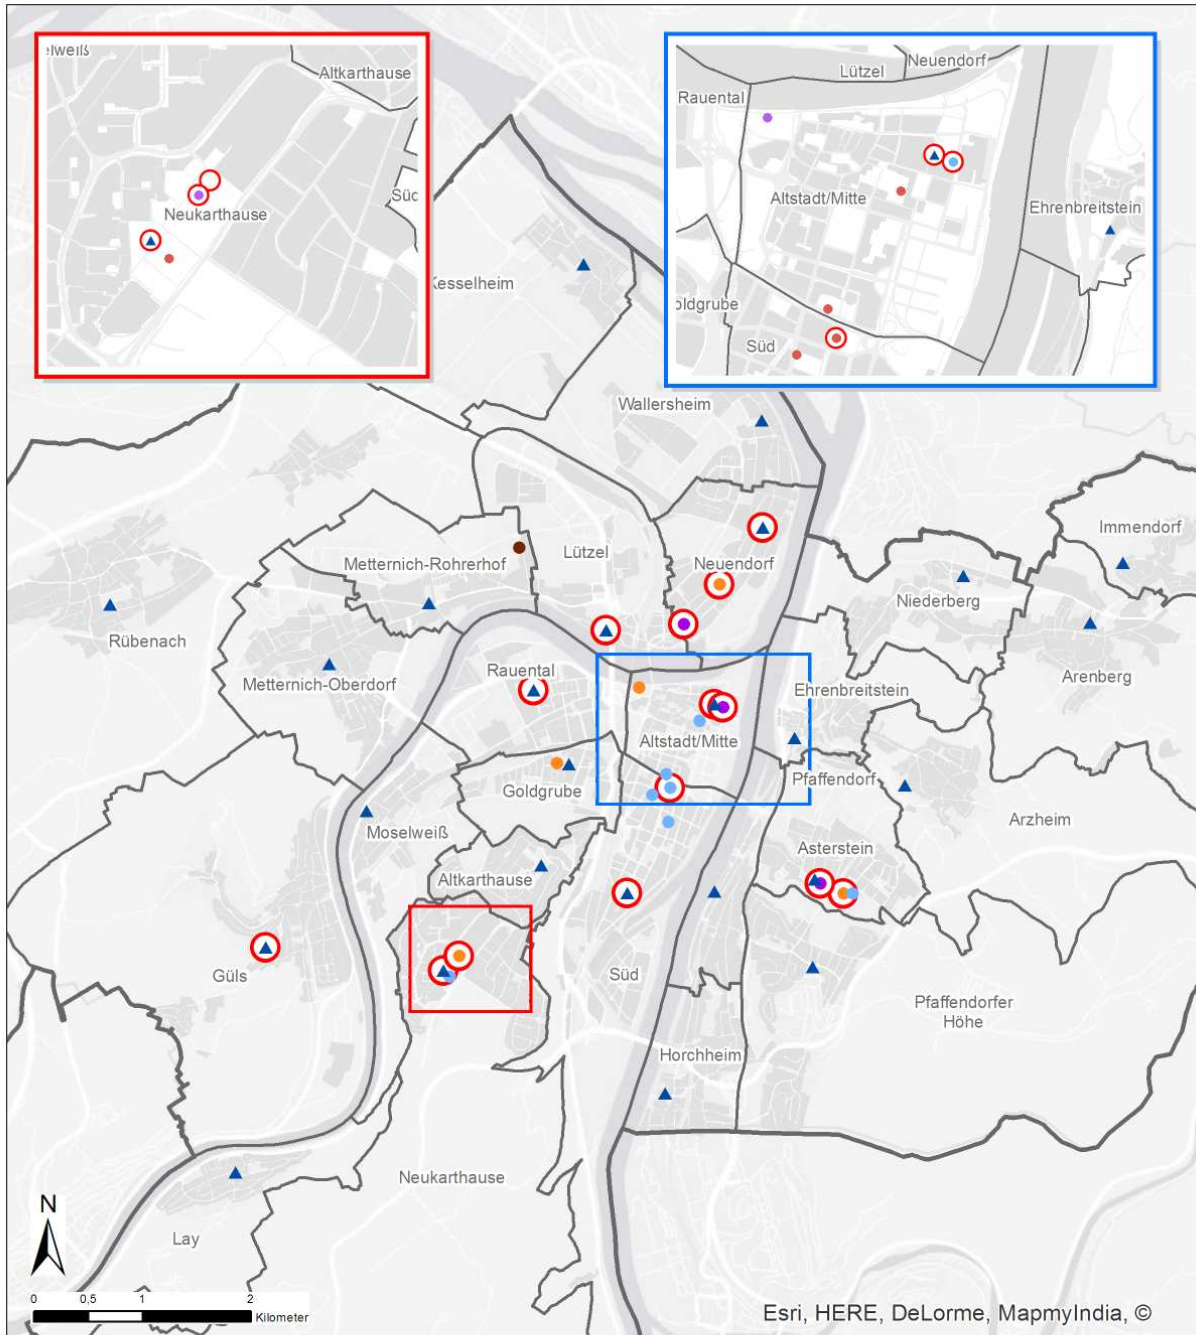 elweiß
Altkarthause
Süd
Neukarthause
Lützel
Neuendorf
Rauental
Altstadt/Mitte
Ehrenbreitstein
oldgrube
Süd
Kesselheim
Wallersheim
Immendorf
Metternich-Rohrerhof
Lützel
Neuendorf
Niederberg
Rübenach
Rauental
Metternich-Oberdorf
Ehrenbreitstein
Arenberg
Altstadt/Mitte
Pfaffendorf
Goldgrube
Moselweiß
Arzheim
Asterstein
Altkarthause
Güls
Süd
Pfaffendorfer
Höhe
Horchheim
Neukarthause
N
Lay
0 0,5 1 2
Kilometer
Esri, HERE, DeLorme, MapmyIndia, ©